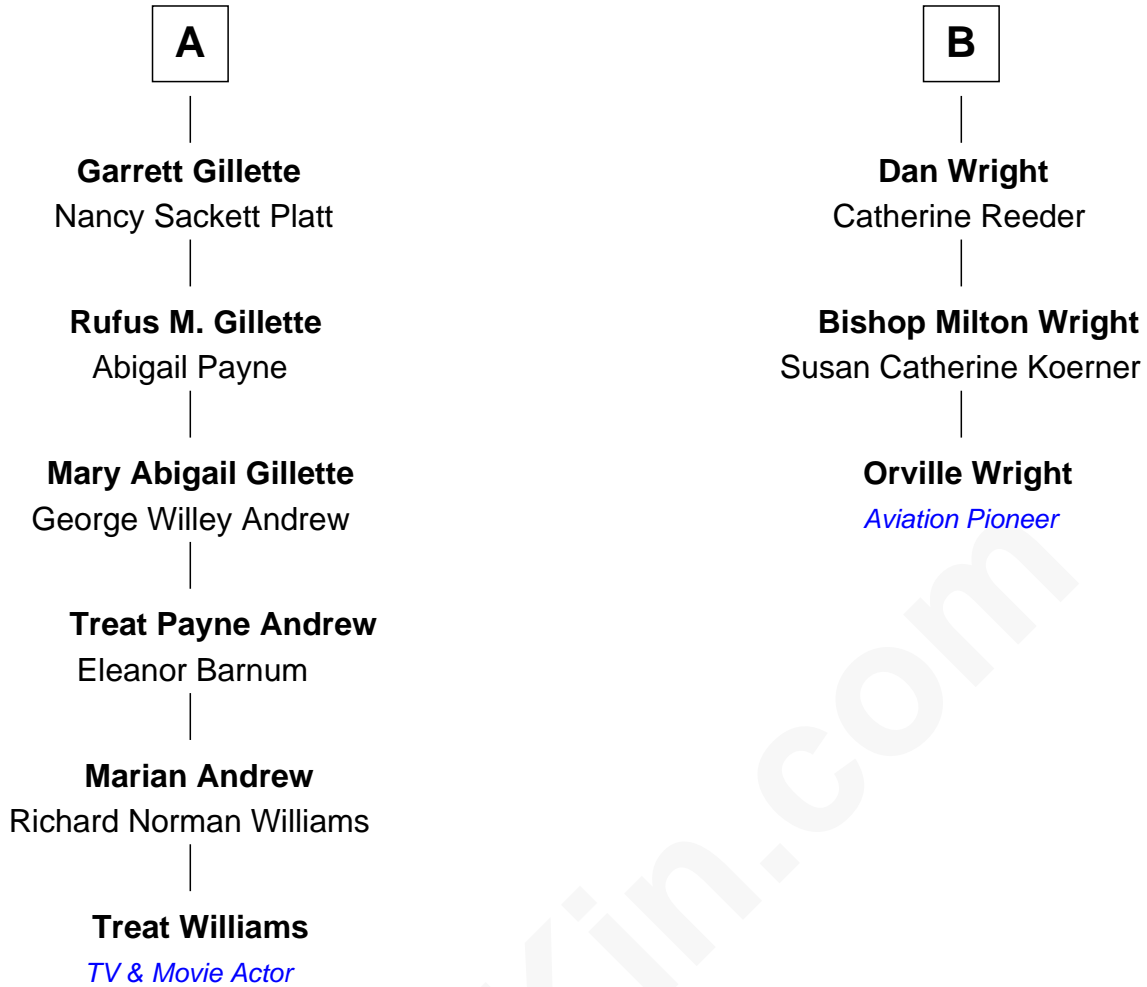 A
Garrett Gillette
Nancy Sackett Platt
Rufus M. Gillette
Abigail Payne
Mary Abigail Gillette
George Willey Andrew
Treat Payne Andrew
Eleanor Barnum
Marian Andrew
Richard Norman Williams
Treat Williams
TV & Movie Actor
B
Dan Wright
Catherine Reeder
Bishop Milton Wright
Susan Catherine Koerner
Orville Wright
Aviation Pioneer
Kin.com